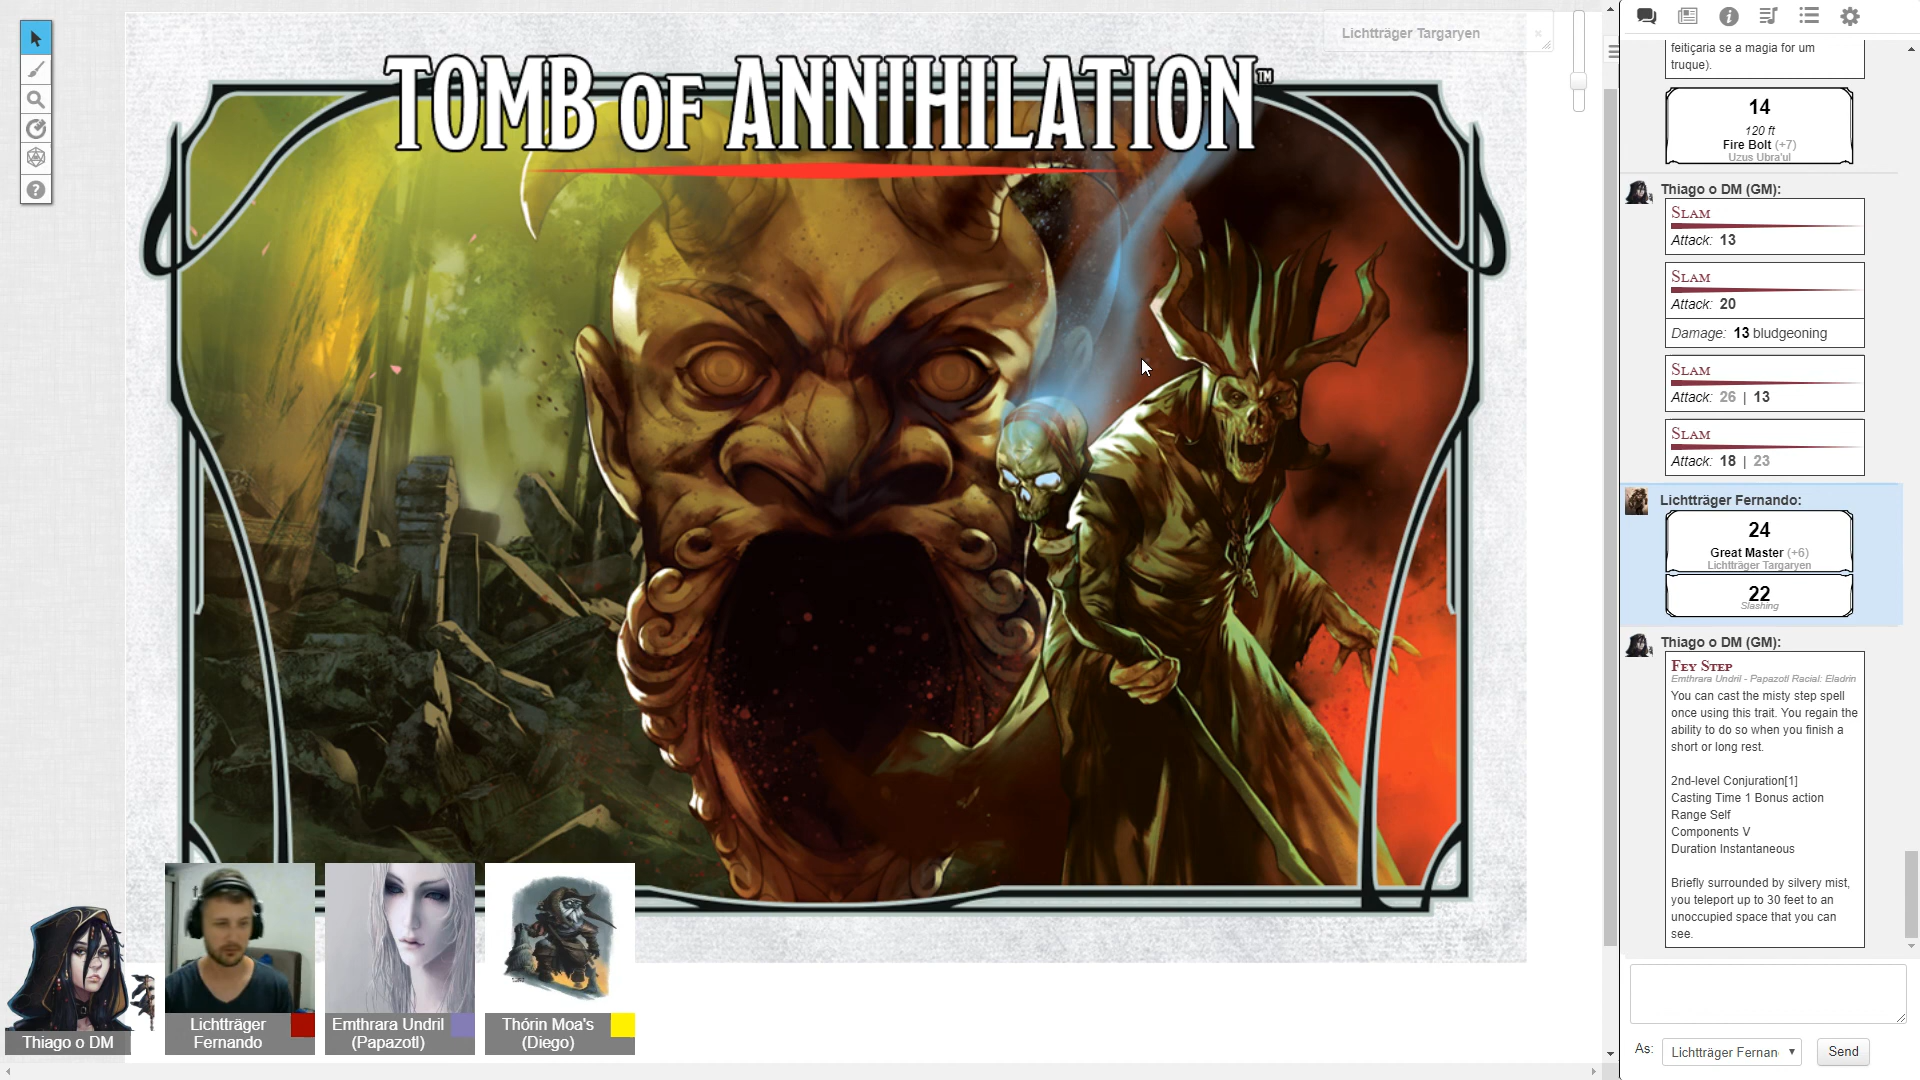 TOMB OF ANNIHILATION™
Lichtträger Targaryen
Thiago o DM
Lichtträger
Fernando
Emthrara Undril
(Papazotl)
Thórin Moa's
(Diego)
feitiçaria se a magia for um
truque).
14
120 ft
Fire Bolt (+7)
Uzus Ubra'ul
Thiago o DM (GM):
Slam
Attack: 13
Slam
Attack: 20
Damage: 13 bludgeoning
Slam
Attack: 26 | 13
Slam
Attack: 18 | 23
Lichtträger Fernando:
24
Great Master (+6)
Lichtträger Targaryen
22
Slashing
Thiago o DM (GM):
Fey Step
Emthrara Undril - Papazotl Racial: Eladrin
You can cast the misty step spell
once using this trait. You regain the
ability to do so when you finish a
short or long rest.
2nd-level Conjuration[1]
Casting Time 1 Bonus action
Range Self
Components V
Duration Instantaneous
Briefly surrounded by silvery mist,
you teleport up to 30 feet to an
unoccupied space that you can
see.
As:
Lichtträger Fernan
Send